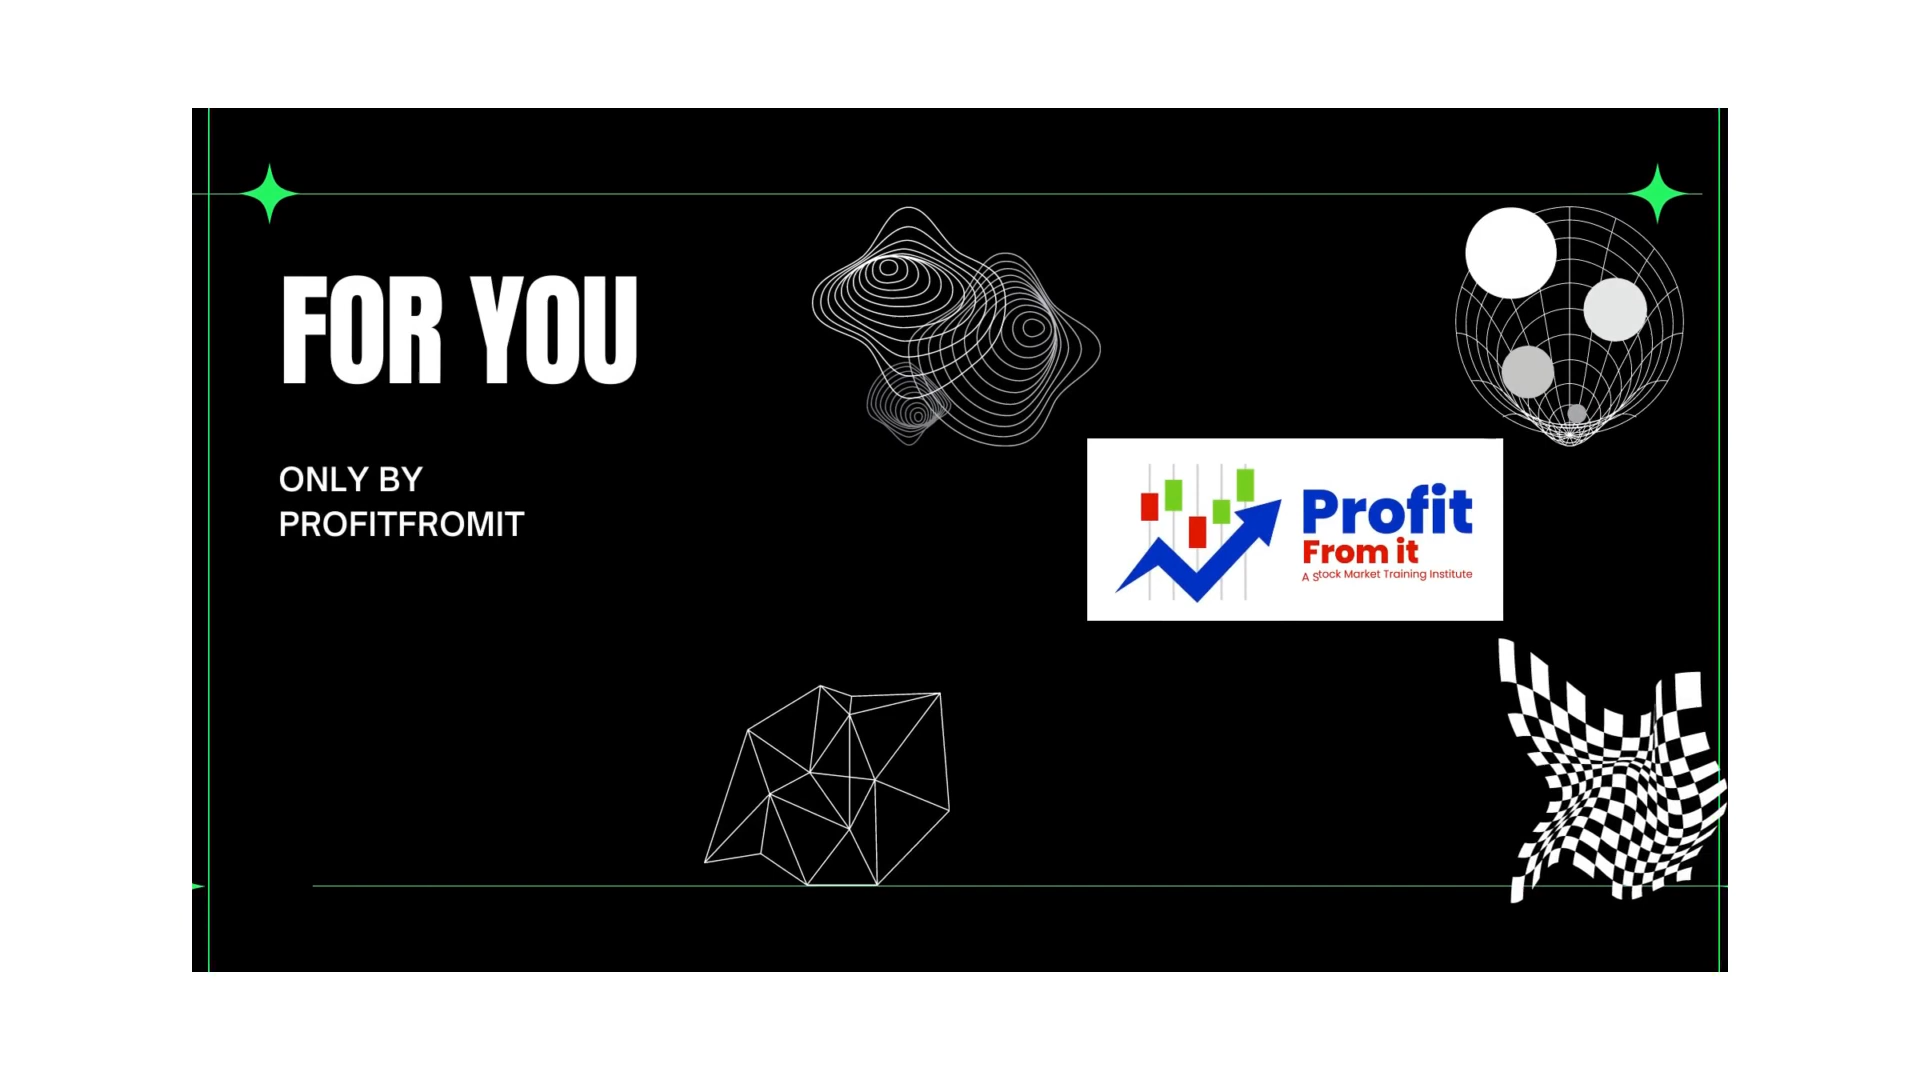 FOR YOU
ONLY BY
PROFITFROMIT
Profit
From it
A Stock Market Training Institute